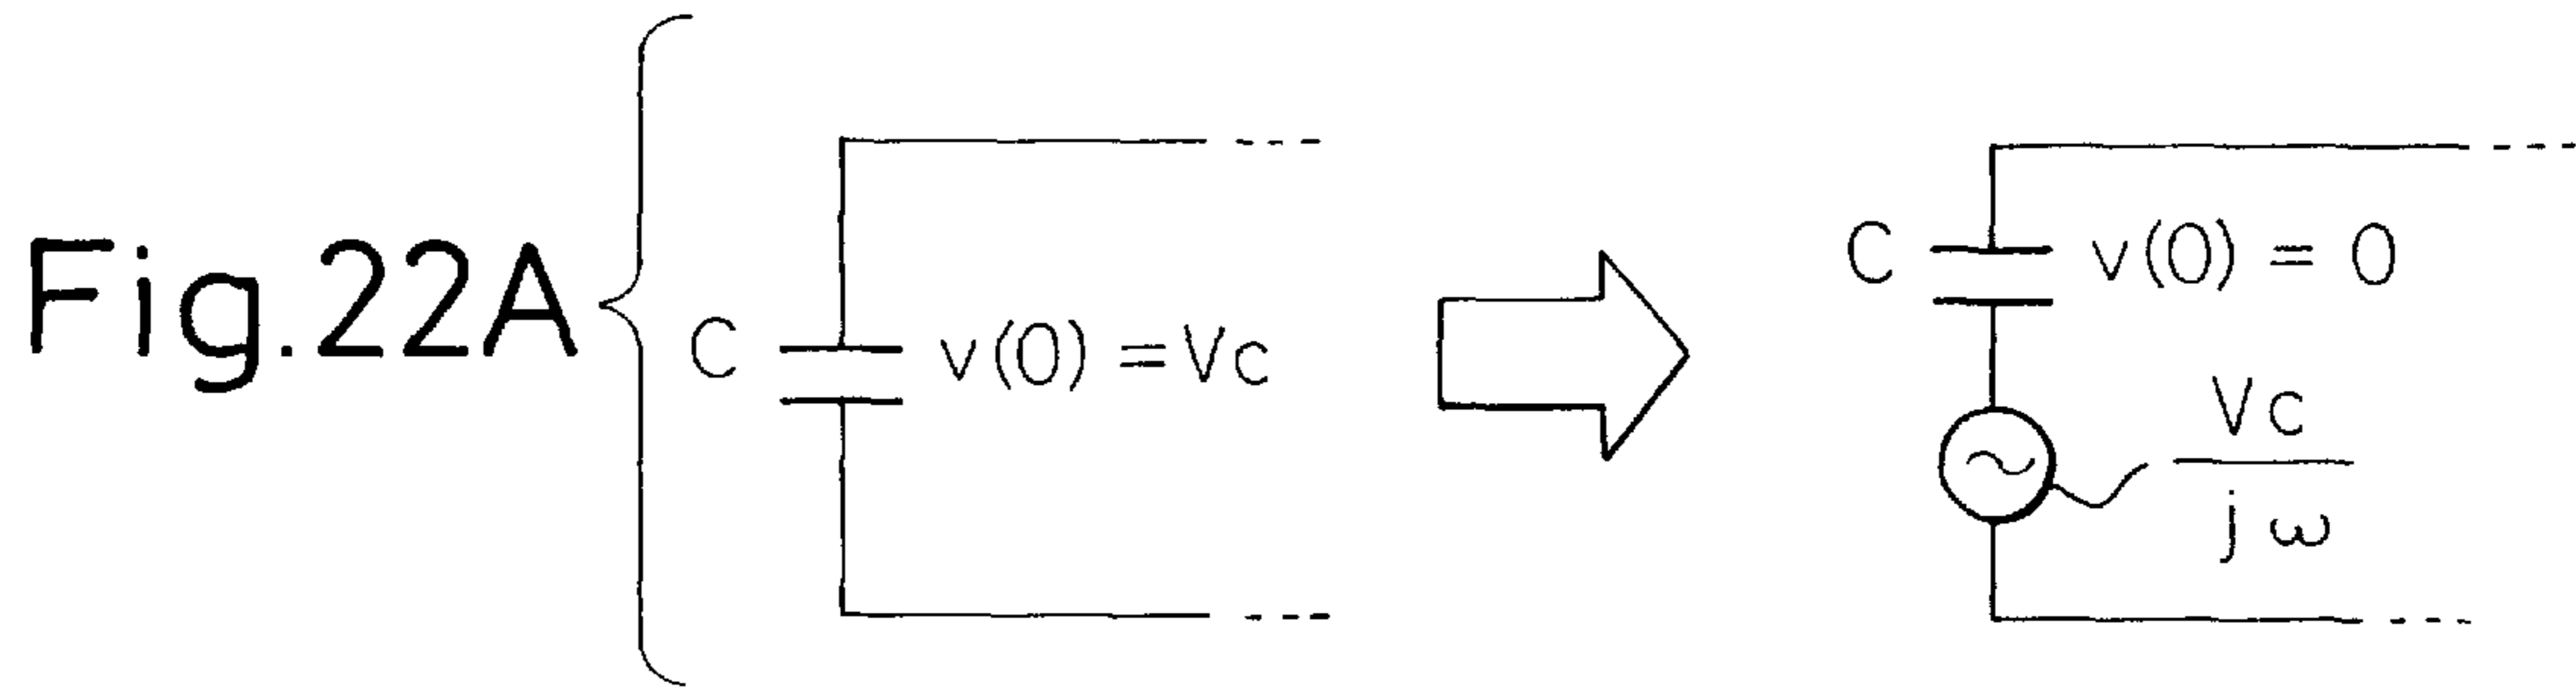 Fig.22A
C
v(0) = Vc
C
v(0) = 0
Vc
jω